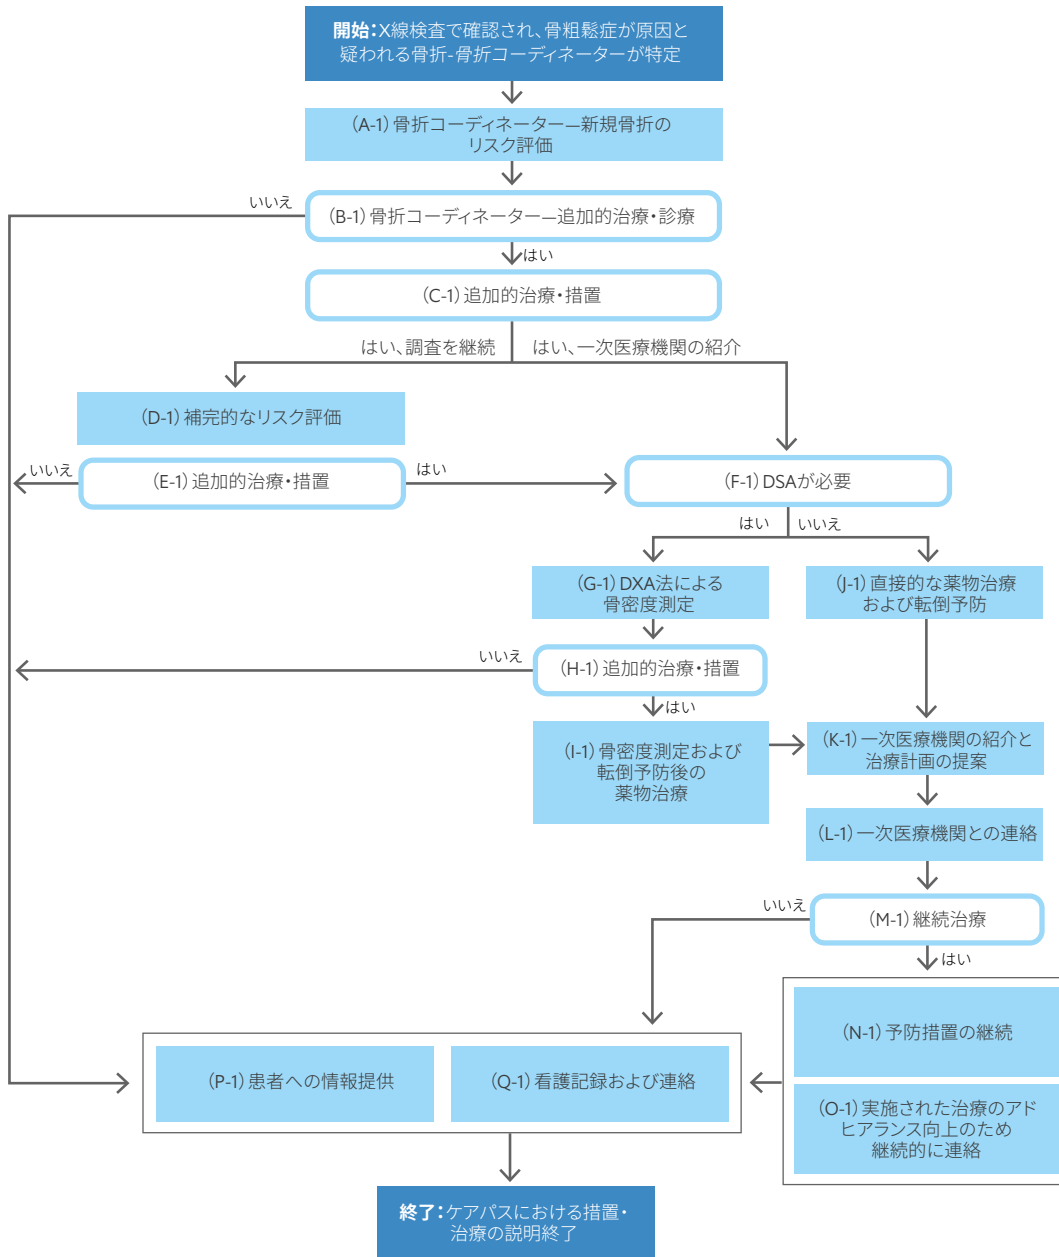 開始：X線検査で確認され、骨粗鬆症が原因と
疑われる骨折-骨折コーディネーターが特定
（A-1）骨折コーディネーター—新規骨折の
リスク評価
いいえ
（B-1）骨折コーディネーター—追加的治療・診療
はい
（C-1）追加的治療・措置
はい、調査を継続
はい、一次医療機関の紹介
（D-1）補完的なリスク評価
いいえ
（E-1）追加的治療・措置
はい
（F-1）DSAが必要
はい
いいえ
（G-1）DXA法による
骨密度測定
（J-1）直接的な薬物治療
および転倒予防
いいえ
（H-1）追加的治療・措置
はい
（I-1）骨密度測定および
転倒予防後の
薬物治療
（K-1）一次医療機関の紹介と
治療計画の提案
（L-1）一次医療機関との連絡
いいえ
（M-1）継続治療
はい
（N-1）予防措置の継続
（O-1）実施された治療のアド
ヒアランス向上のため
継続的に連絡
（P-1）患者への情報提供
（Q-1）看護記録および連絡
終了：ケアパスにおける措置・
治療の説明終了